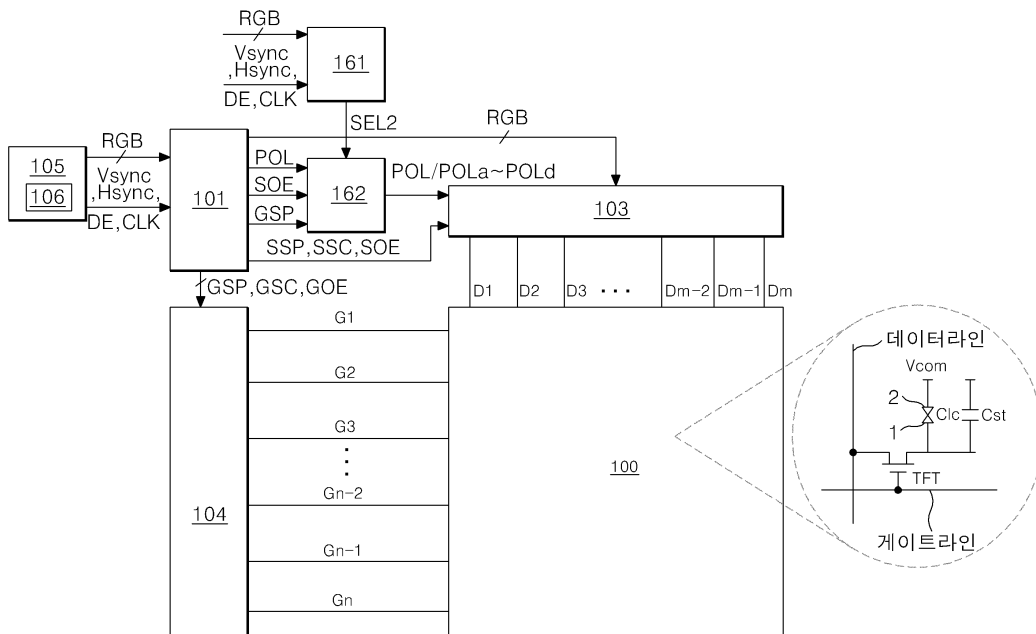 RGB
Vsync
,Hsync,
DE,CLK
161
SEL2
RGB
105
106
RGB
Vsync
,Hsync,
DE,CLK
101
POL
SOE
GSP
162
POL/POLa~POLd
103
SSP,SSC,SOE
GSP,GSC,GOE
D1
D2
D3
···
Dm-2
Dm-1
Dm
104
G1
G2
G3
Gn-2
Gn-1
Gn
100
데이터라인
Vcom
2
1
Clc
Cst
TFT
게이트라인